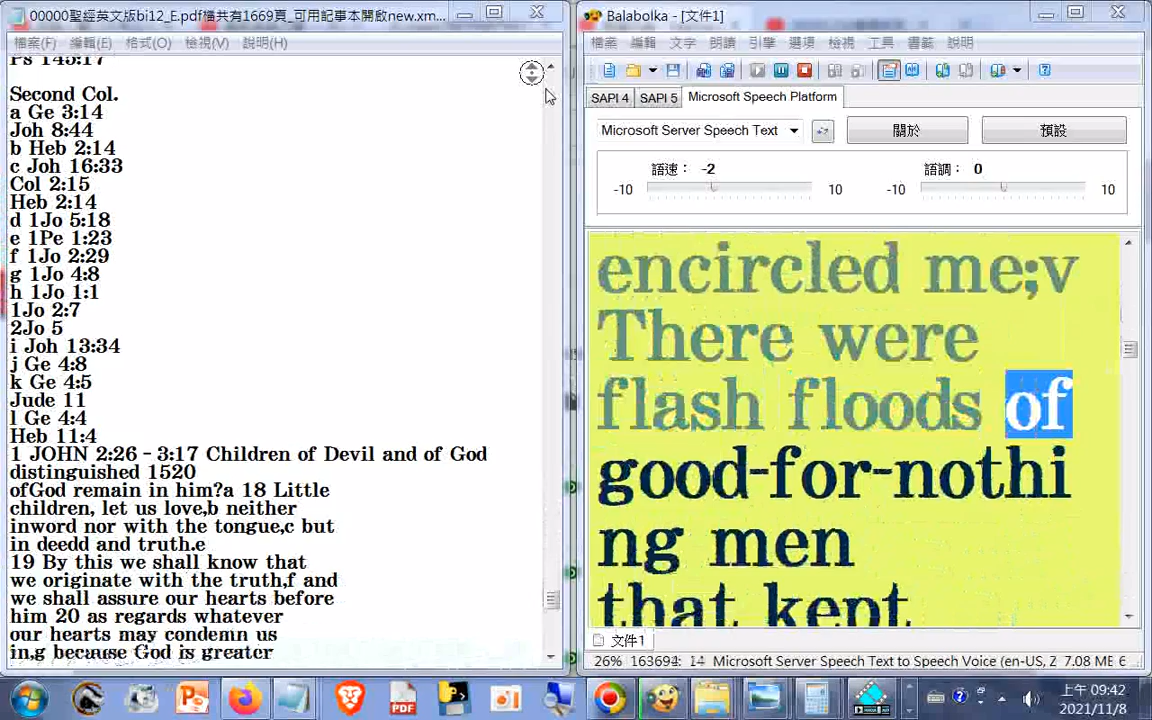 00000聖經英文版bi12_E.pdf檔共有1669頁_可用記事本開啟new.xm...
檔案(F) 編輯(E) 格式(O) 檢視(V) 說明(H)
Ps 145:17
Second Col.
a Ge 3:14
Joh 8:44
b Heb 2:14
c Joh 16:33
Col 2:15
Heb 2:14
d 1Jo 5:18
e 1Pe 1:23
f 1Jo 2:29
g 1Jo 4:8
h 1Jo 1:1
1Jo 2:7
2Jo 5
i Joh 13:34
j Ge 4:8
k Ge 4:5
Jude 11
l Ge 4:4
Heb 11:4
1 JOHN 2:26 – 3:17 Children of Devil and of God
distinguished 1520
ofGod remain in him?a 18 Little
children, let us love,b neither
inword nor with the tongue,c but
in deedd and truth.e
19 By this we shall know that
we originate with the truth,f and
we shall assure our hearts before
him 20 as regards whatever
our hearts may condemn us
in,g because God is greater
Balabolka - [文件1]
檔案 編輯 文字 朗讀 引擎 選項 檢視 工具 書籤 說明
SAPI 4 SAPI 5 Microsoft Speech Platform
Microsoft Server Speech Text 關於 預設
語速： -2 語調： 0
-10 10 -10 10
encircled me;v
There were
flash floods of
good-for-nothi
ng men
that kept
文件1
26% 163694: 14 Microsoft Server Speech Text to Speech Voice (en-US, Z 7.08 MB 6
上午 09:42
2021/11/8